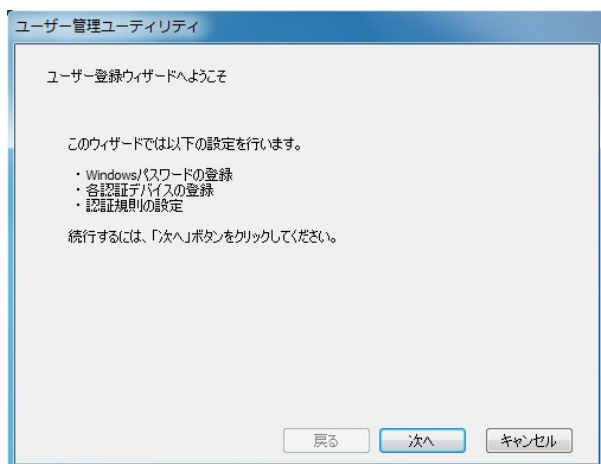 ユーザー管理ユーティリティ
ユーザー登録ウィザードへようこそ
このウィザードでは以下の設定を行います。
・Windowsパスワードの登録
・各認証デバイスの登録
・認証規則の設定
続行するには、「次へ」ボタンをクリックしてください。
戻る 次へ キャンセル